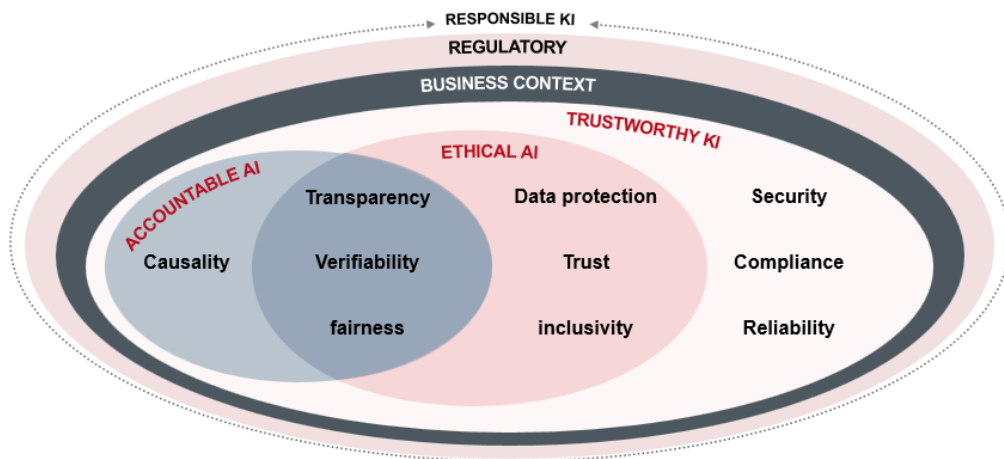 RESPONSIBLE KI
REGULATORY
BUSINESS CONTEXT
TRUSTWORTHY KI
ETHICAL AI
ACCOUNTABLE AI
Transparency
Data protection
Security
Causality
Verifiability
Trust
Compliance
fairness
inclusivity
Reliability